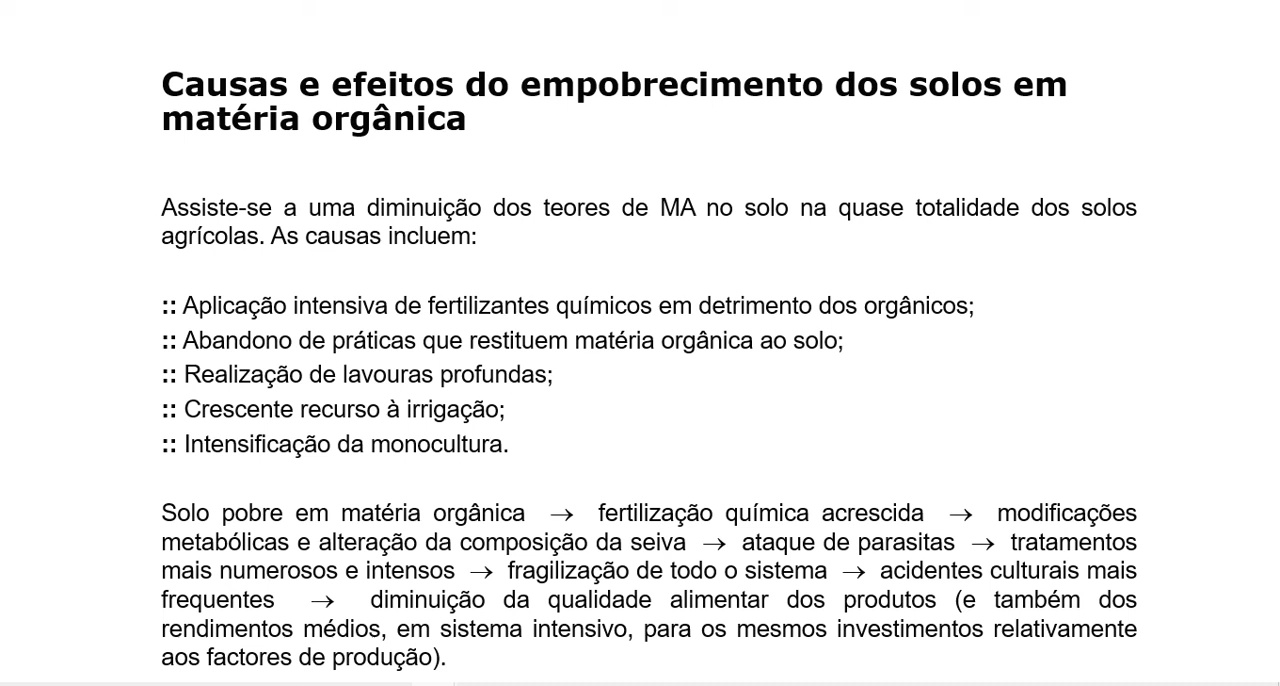 Causas e efeitos do empobrecimento dos solos em
matéria orgânica
Assiste-se a uma diminuição dos teores de MA no solo na quase totalidade dos solos
agrícolas. As causas incluem:
:: Aplicação intensiva de fertilizantes químicos em detrimento dos orgânicos;
:: Abandono de práticas que restituem matéria orgânica ao solo;
:: Realização de lavouras profundas;
:: Crescente recurso à irrigação;
:: Intensificação da monocultura.
Solo pobre em matéria orgânica → fertilização química acrescida → modificações
metabólicas e alteração da composição da seiva → ataque de parasitas → tratamentos
mais numerosos e intensos → fragilização de todo o sistema → acidentes culturais mais
frequentes → diminuição da qualidade alimentar dos produtos (e também dos
rendimentos médios, em sistema intensivo, para os mesmos investimentos relativamente
aos factores de produção).